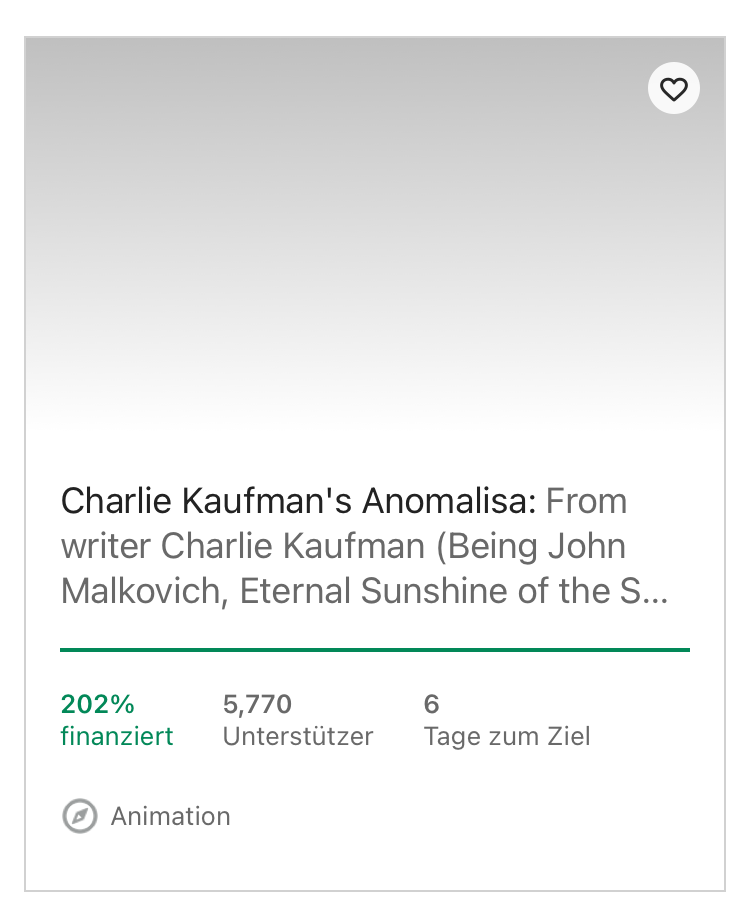 Charlie Kaufman's Anomalisa: From
writer Charlie Kaufman (Being John
Malkovich, Eternal Sunshine of the S...
202%
finanziert
5,770
Unterstützer
6
Tage zum Ziel
Animation